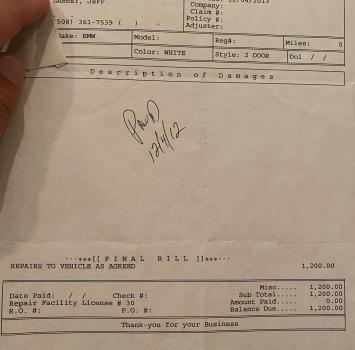 Company:
Claim #:
(508) 361-7539 ( ) - Policy #:
Adjuster:
Make: BMW Model: Reg#: Miles: 0
Color: WHITE Style: 2 DOOR Dol / /
Description of Damages
PAID
12/4/12
---***[[ FINAL BILL ]]***---
REPAIRS TO VEHICLE AS AGREED 1,200.00
Misc..... 1,200.00
Date Paid: / / Check #: Sub Total..... 1,200.00
Repair Facility License # 30 Amount Paid..... 0.00
R.O. #: P.O. #: Balance Due... 1,200.00
Thank-you for your Business